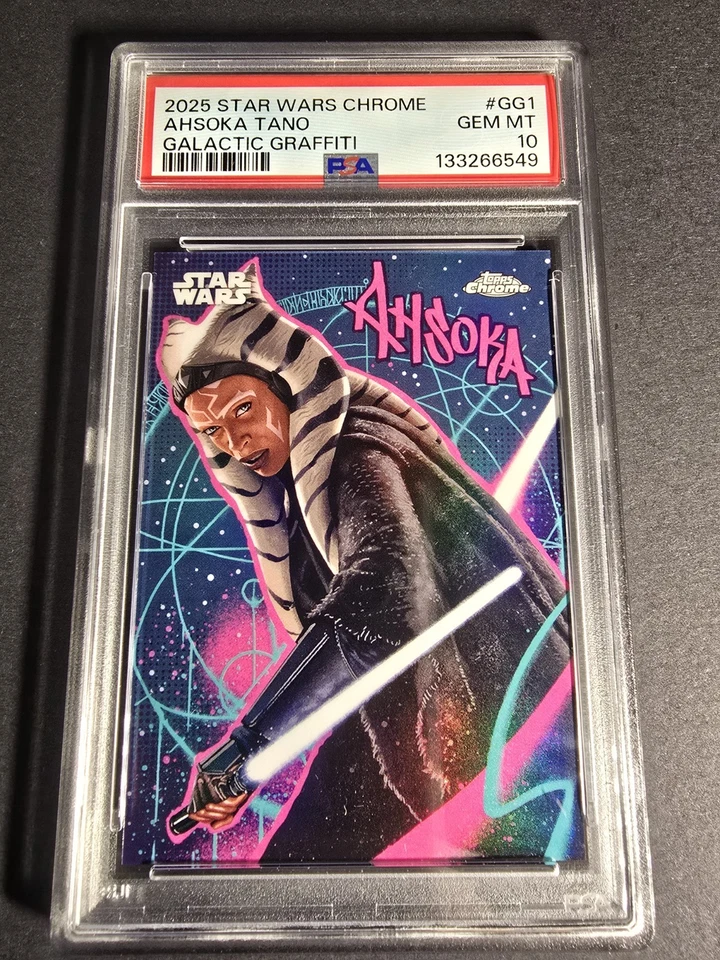 2025 STAR WARS CHROME #GG1
AHSOKA TANO GEM MT
GALACTIC GRAFFITI 10
PSA 133266549
STAR WARS
topps Chrome
AHSOKA